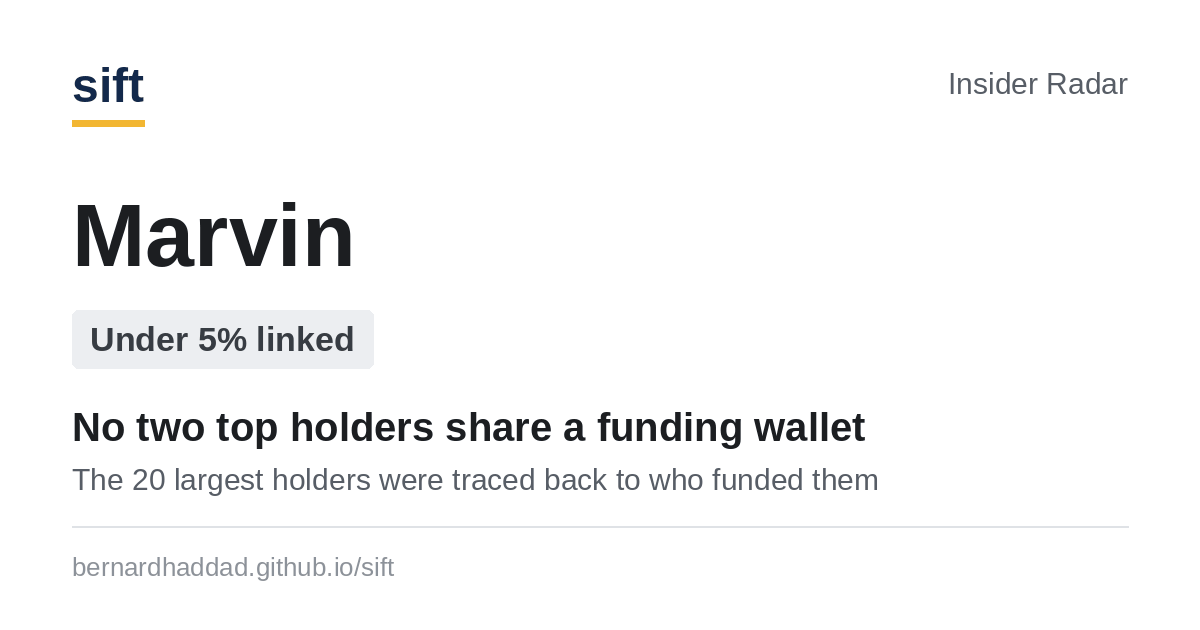 sift
Insider Radar
Marvin
Under 5% linked
No two top holders share a funding wallet
The 20 largest holders were traced back to who funded them
bernardhaddad.github.io/sift